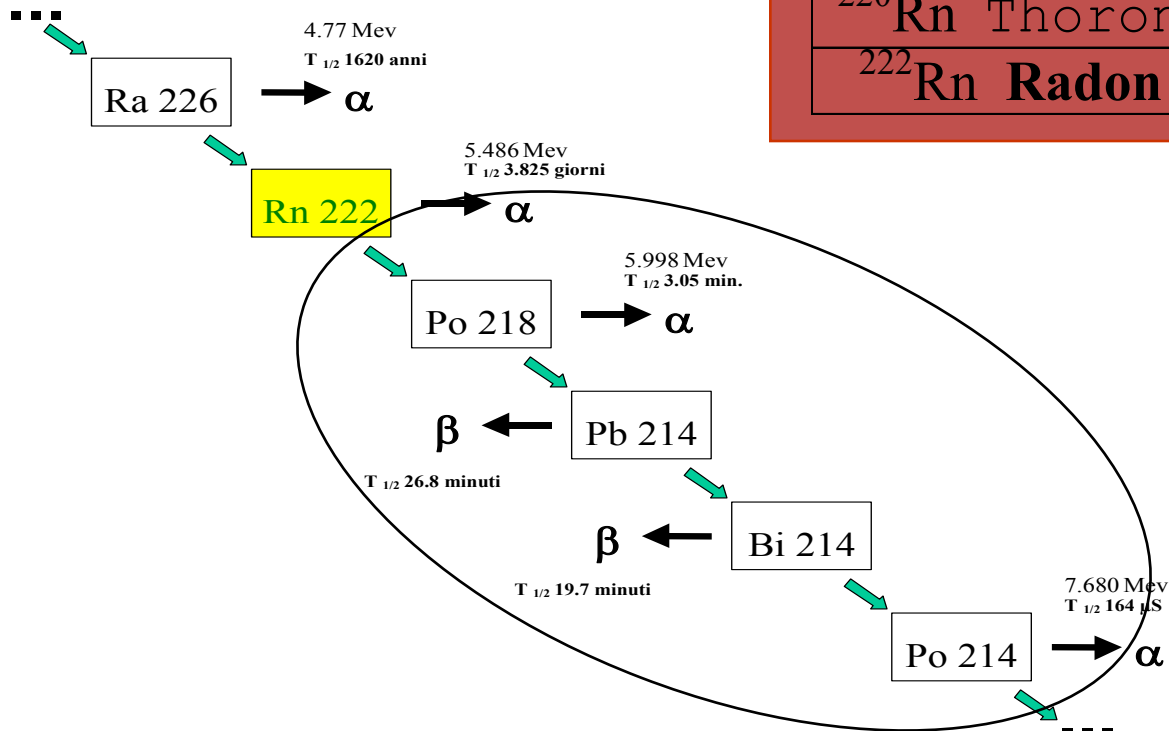 220Rn Thoron
222Rn Radon
4.77 Mev
T 1/2 1620 anni
Ra 226
α
5.486 Mev
T 1/2 3.825 giorni
Rn 222
α
5.998 Mev
T 1/2 3.05 min.
Po 218
α
β
Pb 214
T 1/2 26.8 minuti
β
Bi 214
T 1/2 19.7 minuti
7.680 Mev
T 1/2 164 µS
Po 214
α